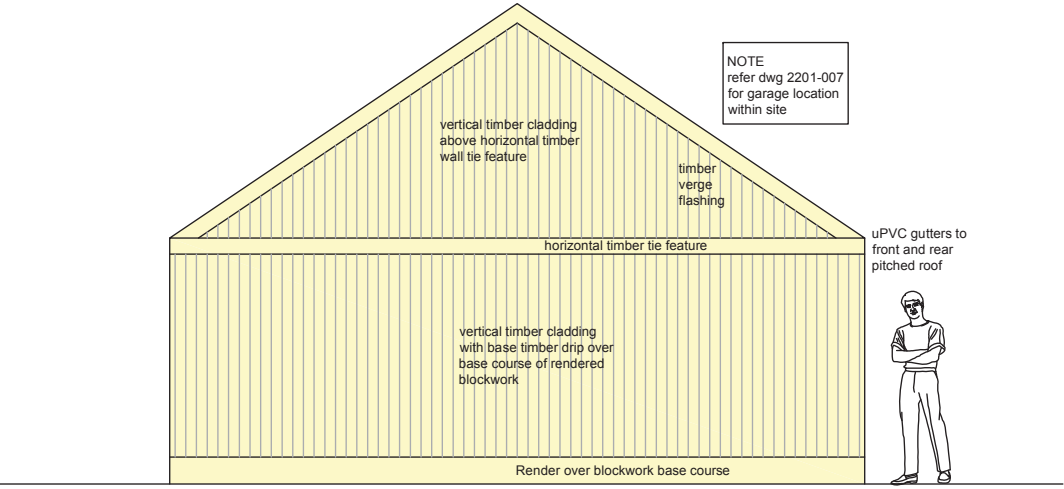 NOTE
refer dwg 2201-007
for garage location
within site
vertical timber cladding
above horizontal timber
wall tie feature
timber
verge
flashing
uPVC gutters to
front and rear
pitched roof
horizontal timber tie feature
vertical timber cladding
with base timber drip over
base course of rendered
blockwork
Render over blockwork base course